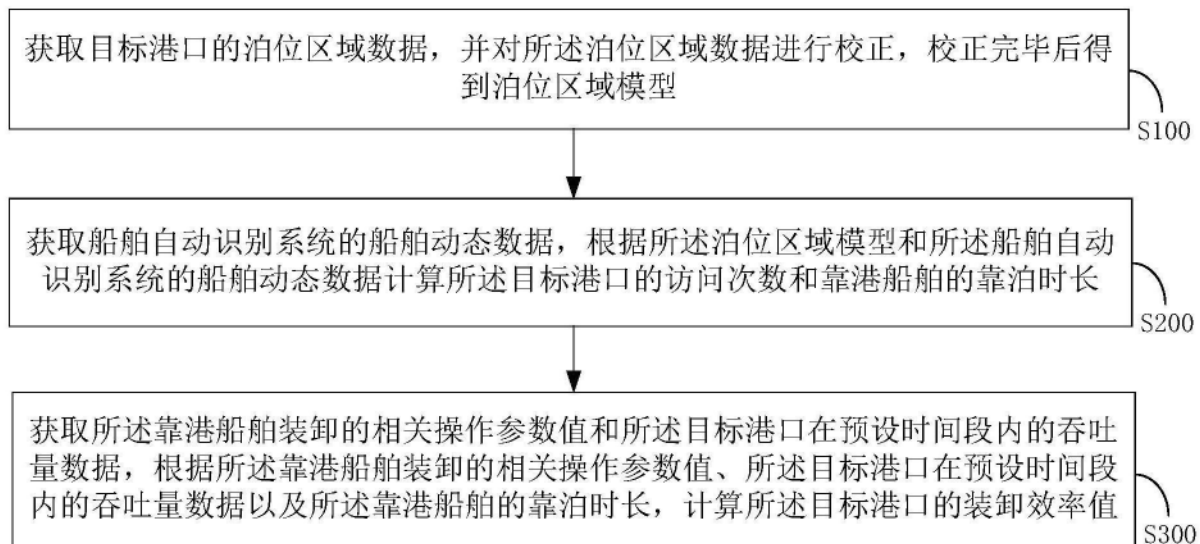 获取目标港口的泊位区域数据，并对所述泊位区域数据进行校正，校正完毕后得
到泊位区域模型
S100
获取船舶自动识别系统的船舶动态数据，根据所述泊位区域模型和所述船舶自动
识别系统的船舶动态数据计算所述目标港口的访问次数和靠港船舶的靠泊时长
S200
获取所述靠港船舶装卸的相关操作参数值和所述目标港口在预设时间段内的吞吐
量数据，根据所述靠港船舶装卸的相关操作参数值、所述目标港口在预设时间段
内的吞吐量数据以及所述靠港船舶的靠泊时长，计算所述目标港口的装卸效率值
S300